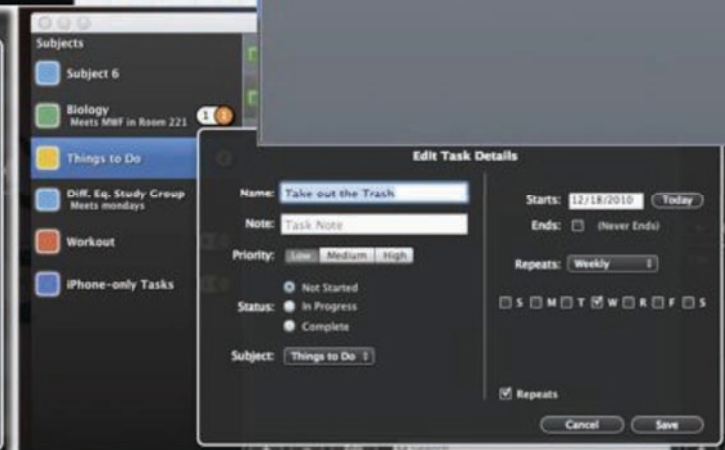 Subjects
Subject 6
Biology
Meets MWF in Room 221
1
Things to Do
Diff. Eq. Study Group
Meets mondays
Workout
iPhone-only Tasks
Edit Task Details
Name: Take out the Trash
Note: Task Note
Priority: Low Medium High
Status: Not Started
In Progress
Complete
Subject: Things to Do
Starts: 12/18/2010 Today
Ends: (Never Ends)
Repeats: Weekly
S M T W R F S
Repeats
Cancel Save